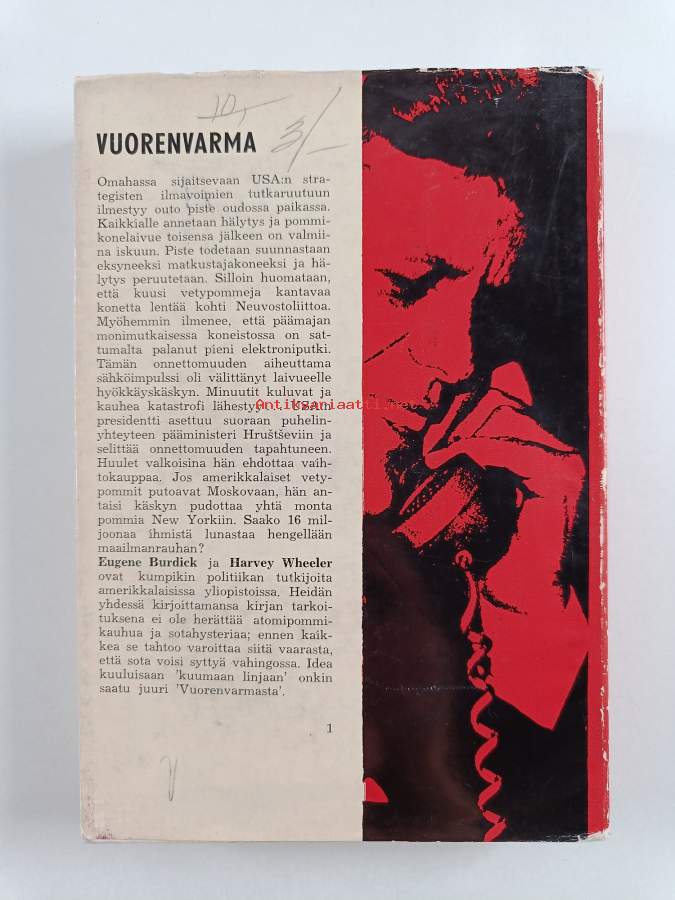 10,-
3/-
VUORENVARMA
Omahassa sijaitsevaan USA:n stra-
tegisten ilmavoimien tutkaruutuun
ilmestyy outo piste oudossa paikassa.
Kaikkialle annetaan hälytys ja pommi-
konelaivue toisensa jälkeen on valmii-
na iskuun. Piste todetaan suunnastaan
eksyneeksi matkustajakoneeksi ja hä-
lytys peruutetaan. Silloin huomataan,
että kuusi vetypommeja kantavaa
konetta lentää kohti Neuvostoliittoa.
Myöhemmin ilmenee, että päämajan
monimutkaisessa koneistossa on sat-
tumalta palanut pieni elektroniputki.
Tämän onnettomuuden aiheuttama
sähköimpulssi oli välittänyt laivueelle
hyökkäyskäskyn. Minuutit kuluvat ja
kauhea katastrofi lähestyy.
Antiksariaatti.net
presidentti asettuu suoraan puhelin-
yhteyteen pääministeri Hruštševiin ja
selittää onnettomuuden tapahtuneen.
Huulet valkoisina hän ehdottaa vaih-
tokauppaa. Jos amerikkalaiset vety-
pommit putoavat Moskovaan, hän an-
taisi käskyn pudottaa yhtä monta
pommia New Yorkiin. Saako 16 mil-
joonaa ihmistä lunastaa hengellään
maailmanrauhan?
Eugene Burdick ja Harvey Wheeler
ovat kumpikin politiikan tutkijoita
amerikkalaisissa yliopistoissa. Heidän
yhdessä kirjoittamansa kirjan tarkoi-
tuksena ei ole herättää atomipommi-
kauhua ja sotahysteriaa; ennen kaik-
kea se tahtoo varoittaa siitä vaarasta,
että sota voisi syttyä vahingossa. Idea
kuuluisaan 'kuumaan linjaan' onkin
saatu juuri 'Vuorenvarmasta'.
1